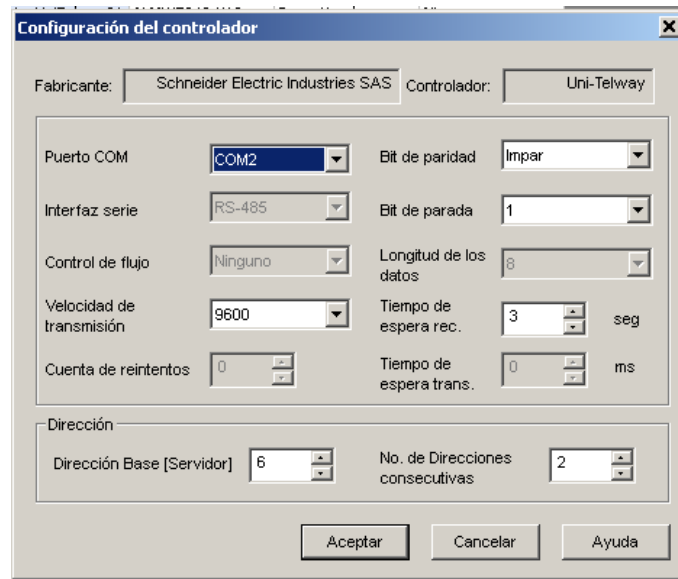 Configuración del controlador
Fabricante: Schneider Electric Industries SAS Controlador: Uni-Telway
Puerto COM COM2 Bit de paridad Impar
Interfaz serie RS-485 Bit de parada 1
Control de flujo Ninguno Longitud de los datos 8
Velocidad de transmisión 9600 Tiempo de espera rec. 3 seg
Cuenta de reintentos 0 Tiempo de espera trans. 0 ms
Dirección
Dirección Base [Servidor] 6 No. de Direcciones consecutivas 2
Aceptar Cancelar Ayuda